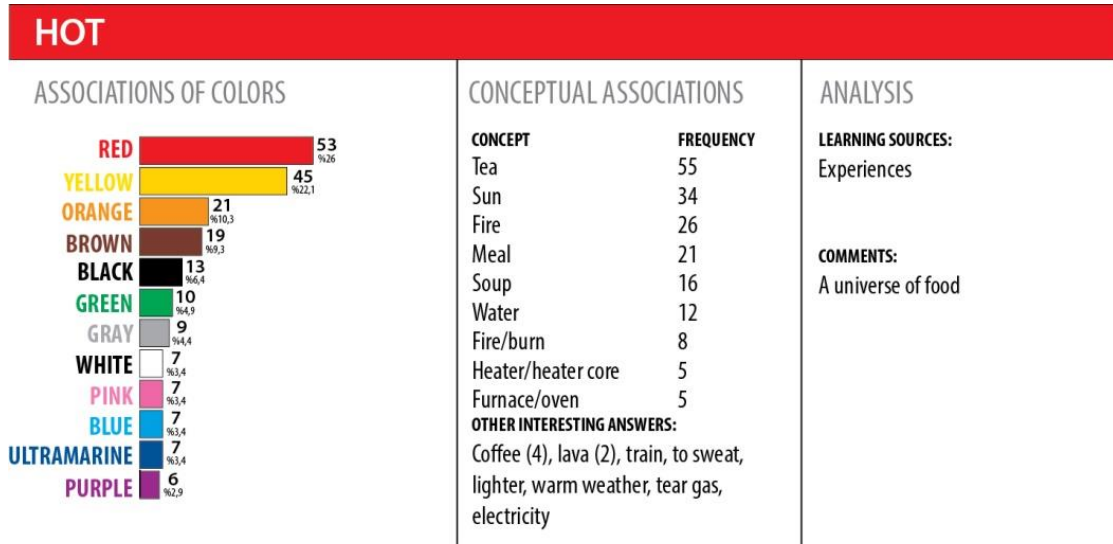 HOT
ASSOCIATIONS OF COLORS
RED 53 %26
YELLOW 45 %22,1
ORANGE 21 %10,3
BROWN 19 %9,3
BLACK 13 %6,4
GREEN 10 %4,9
GRAY 9 %4,4
WHITE 7 %3,4
PINK 7 %3,4
BLUE 7 %3,4
ULTRAMARINE 7 %3,4
PURPLE 6 %2,9
CONCEPTUAL ASSOCIATIONS
CONCEPT FREQUENCY
Tea 55
Sun 34
Fire 26
Meal 21
Soup 16
Water 12
Fire/burn 8
Heater/heater core 5
Furnace/oven 5
OTHER INTERESTING ANSWERS:
Coffee (4), lava (2), train, to sweat,
lighter, warm weather, tear gas,
electricity
ANALYSIS
LEARNING SOURCES:
Experiences
COMMENTS:
A universe of food